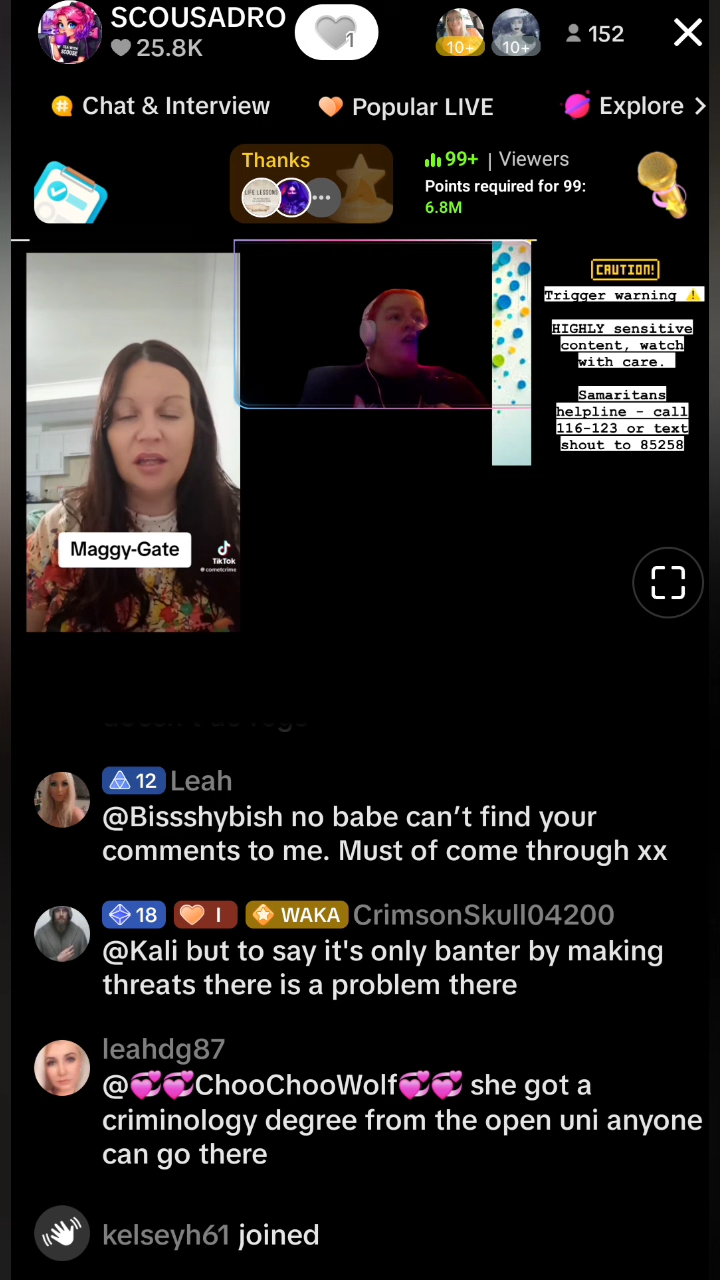 SCOUSADRO
25.8K
1
10+
10+
152
Chat & Interview
Popular LIVE
Explore >
Thanks
99+ | Viewers
Points required for 99:
6.8M
CAUTION!
Trigger warning ⚠️
HIGHLY sensitive
content, watch
with care.
Samaritans
helpline - call
116-123 or text
shout to 85258
Maggy-Gate
TikTok
@cometcrime
12 Leah
@Bissshybish no babe can't find your
comments to me. Must of come through xx
18 I WAKA CrimsonSkull04200
@Kali but to say it's only banter by making
threats there is a problem there
leahdg87
@💞💞ChooChooWolf💞💞 she got a
criminology degree from the open uni anyone
can go there
kelseyh61 joined